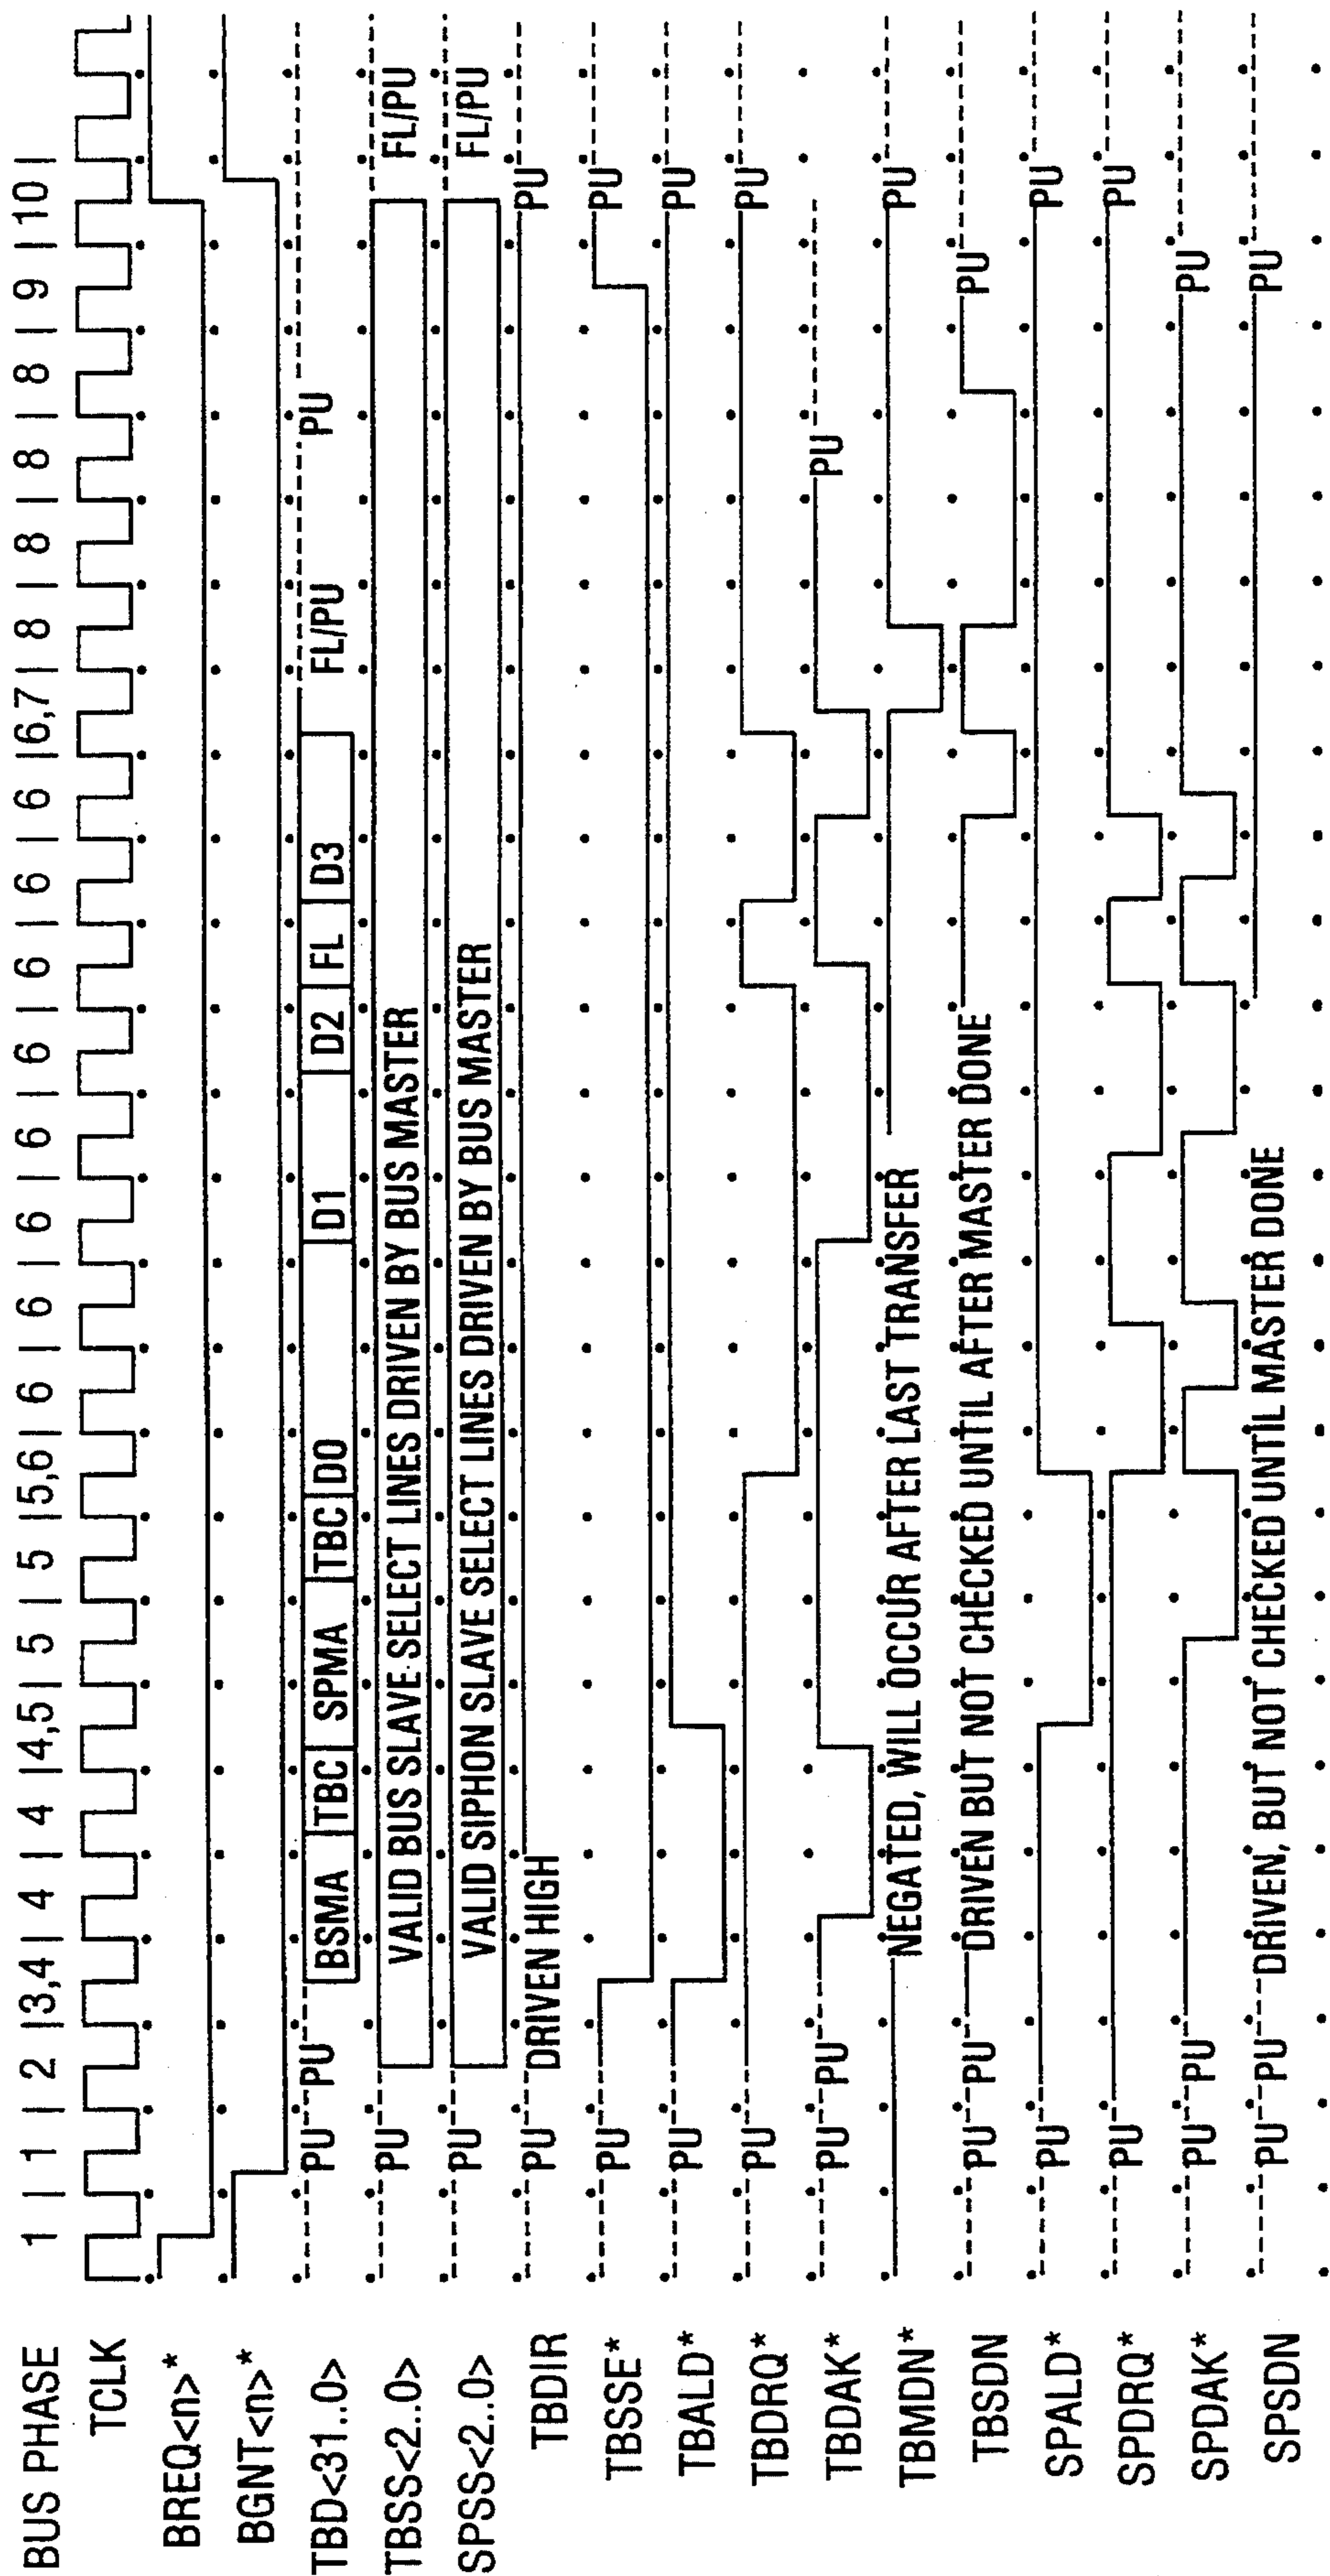 BUS PHASE 1 | 1 | 2 | 3,4 | 4 | 4 | 4,5 | 5 | 5 | 5,6 | 6 | 6 | 6 | 6 | 6 | 6 | 6 | 6 | 6,7 | 8 | 8 | 8 | 8 | 9 | 10 |
TCLK
BREQ<n>*
BGNT<n>*
TBD<31..0> PU PU BSMA TBC SPMA TBC D0 D1 D2 FL D3 FL/PU PU
TBSS<2..0> PU VALID BUS SLAVE SELECT LINES DRIVEN BY BUS MASTER FL/PU
SPSS<2..0> PU VALID SIPHON SLAVE SELECT LINES DRIVEN BY BUS MASTER FL/PU
TBDIR PU DRIVEN HIGH PU
TBSSE* PU PU
TBALD* PU PU
TBDRQ* PU PU
TBDAK* PU PU PU
TBMDN* NEGATED, WILL OCCUR AFTER LAST TRANSFER PU
TBSDN PU PU DRIVEN BUT NOT CHECKED UNTIL AFTER MASTER DONE PU
SPALD* PU PU
SPDRQ* PU PU
SPDAK* PU PU PU
SPSDN PU PU DRIVEN, BUT NOT CHECKED UNTIL MASTER DONE PU